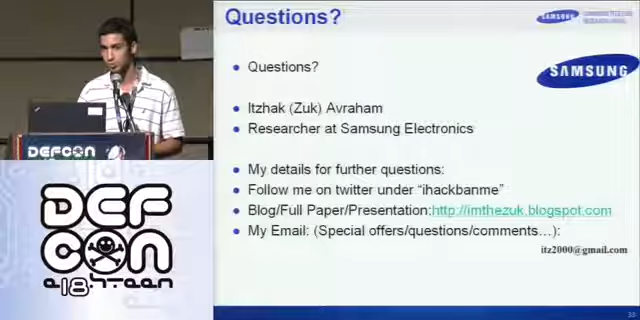 Questions?
SAMSUNG
SAMSUNG
Questions?
Itzhak (Zuk) Avraham
Researcher at Samsung Electronics
My details for further questions:
Follow me on twitter under "ihackbanme"
Blog/Full Paper/Presentation:http://imthezuk.blogspot.com
My Email: (Special offers/questions/comments…):
itz2000@gmail.com
DEFCON
DEF
CON
e18hteen